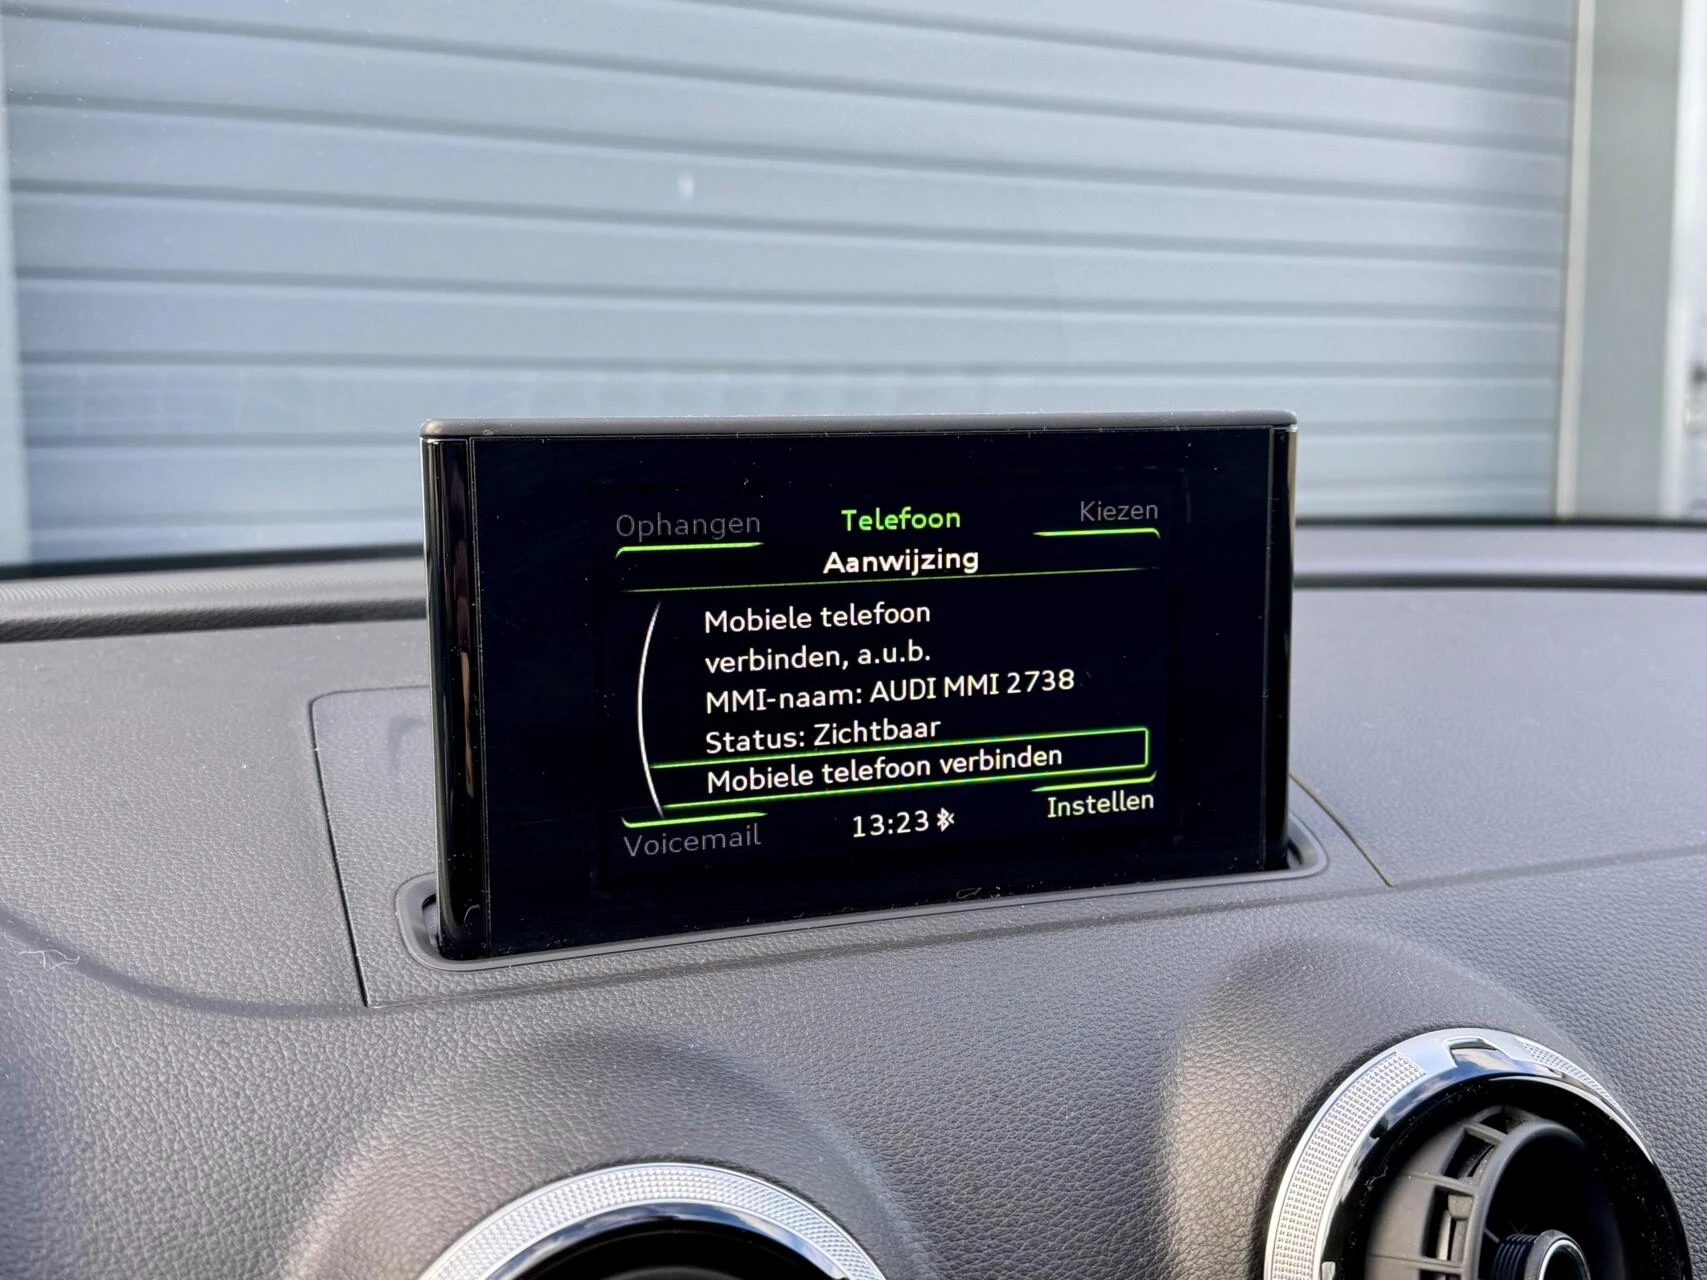 Ophangen Telefoon Kiezen
Aanwijzing
Mobiele telefoon
verbinden, a.u.b.
MMI-naam: AUDI MMI 2738
Status: Zichtbaar
Mobiele telefoon verbinden
Voicemail 13:23 Instellen